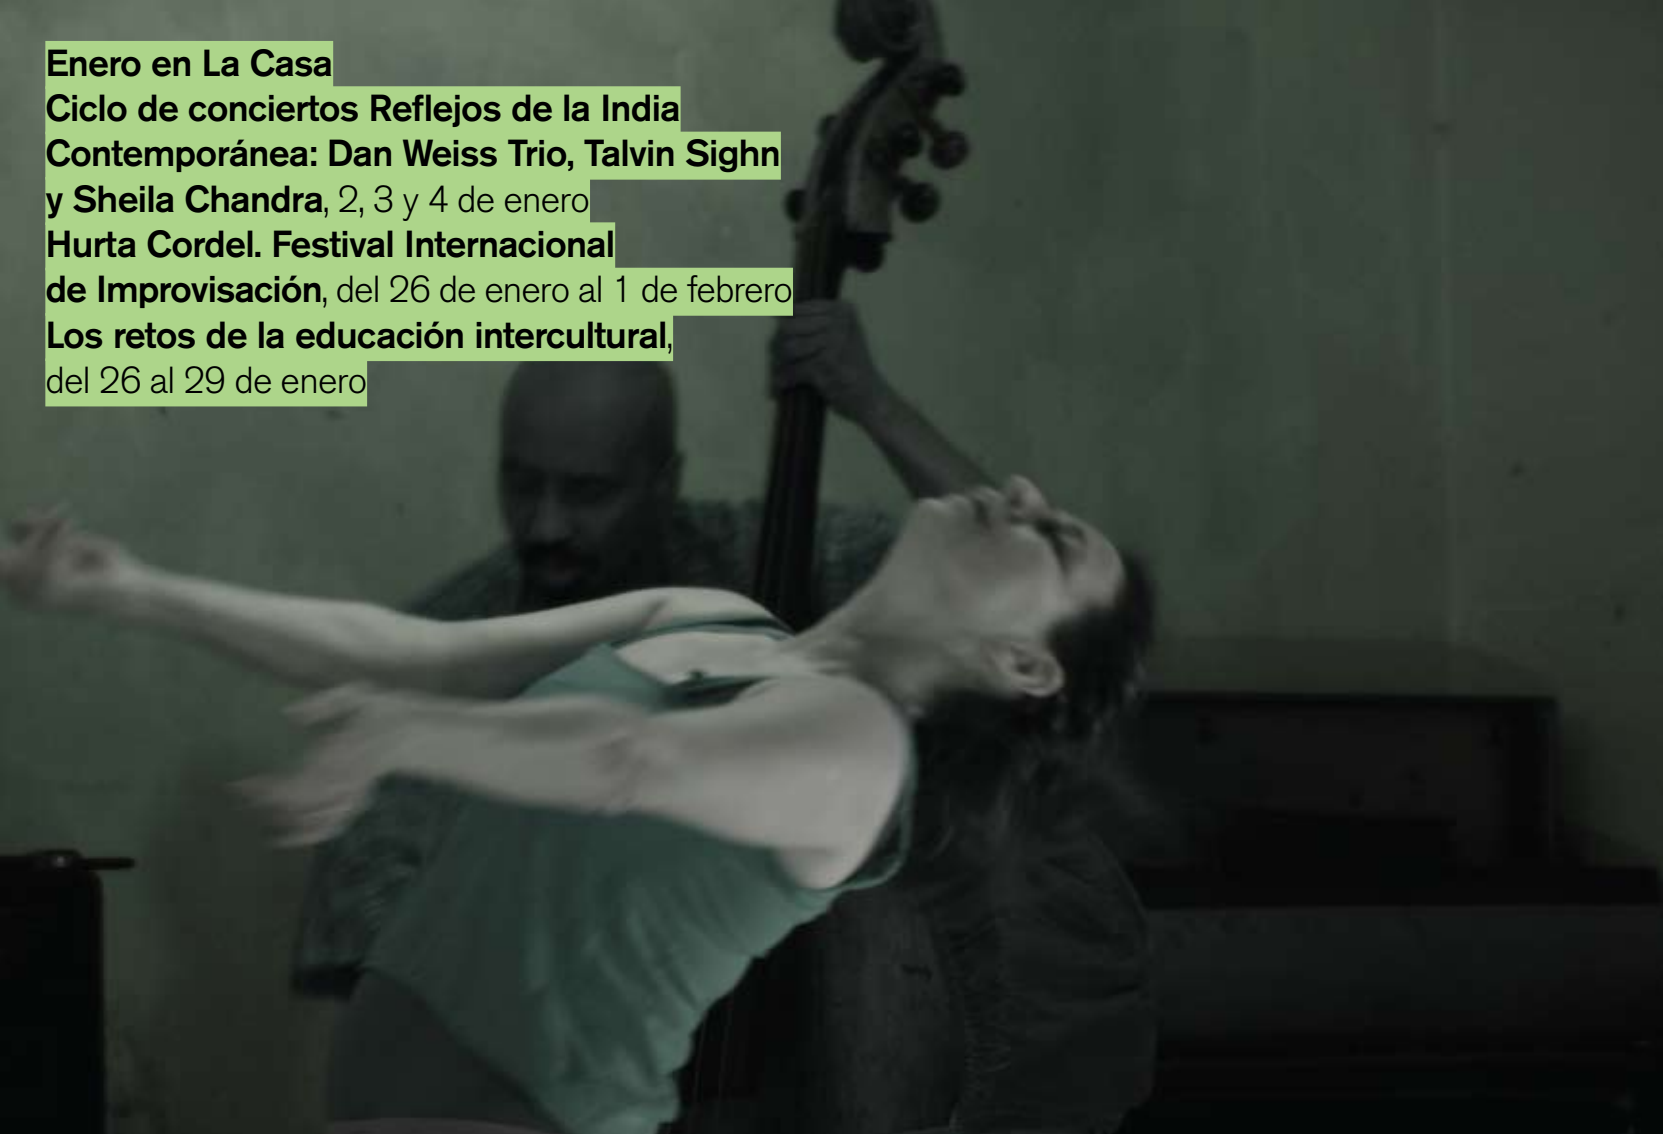 Enero en La Casa
Ciclo de conciertos Reflejos de la India
Contemporánea: Dan Weiss Trio, Talvin Sighn
y Sheila Chandra, 2, 3 y 4 de enero
Hurta Cordel. Festival Internacional
de Improvisación, del 26 de enero al 1 de febrero
Los retos de la educación intercultural,
del 26 al 29 de enero